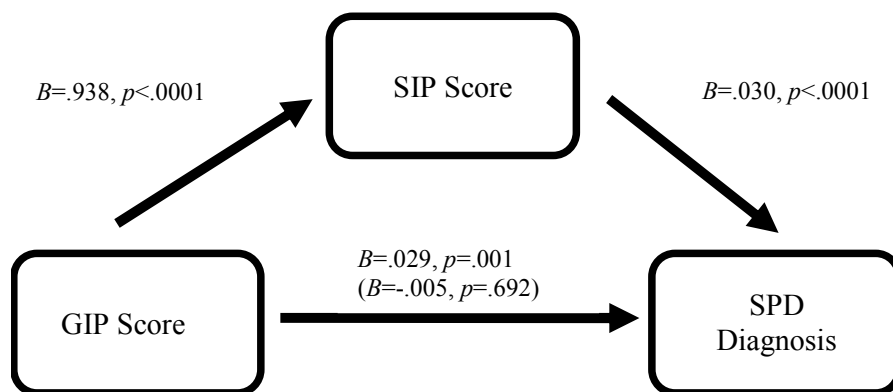 SIP Score
B=.938, p<.0001
B=.030, p<.0001
B=.029, p=.001
(B=-.005, p=.692)
GIP Score
SPD
Diagnosis